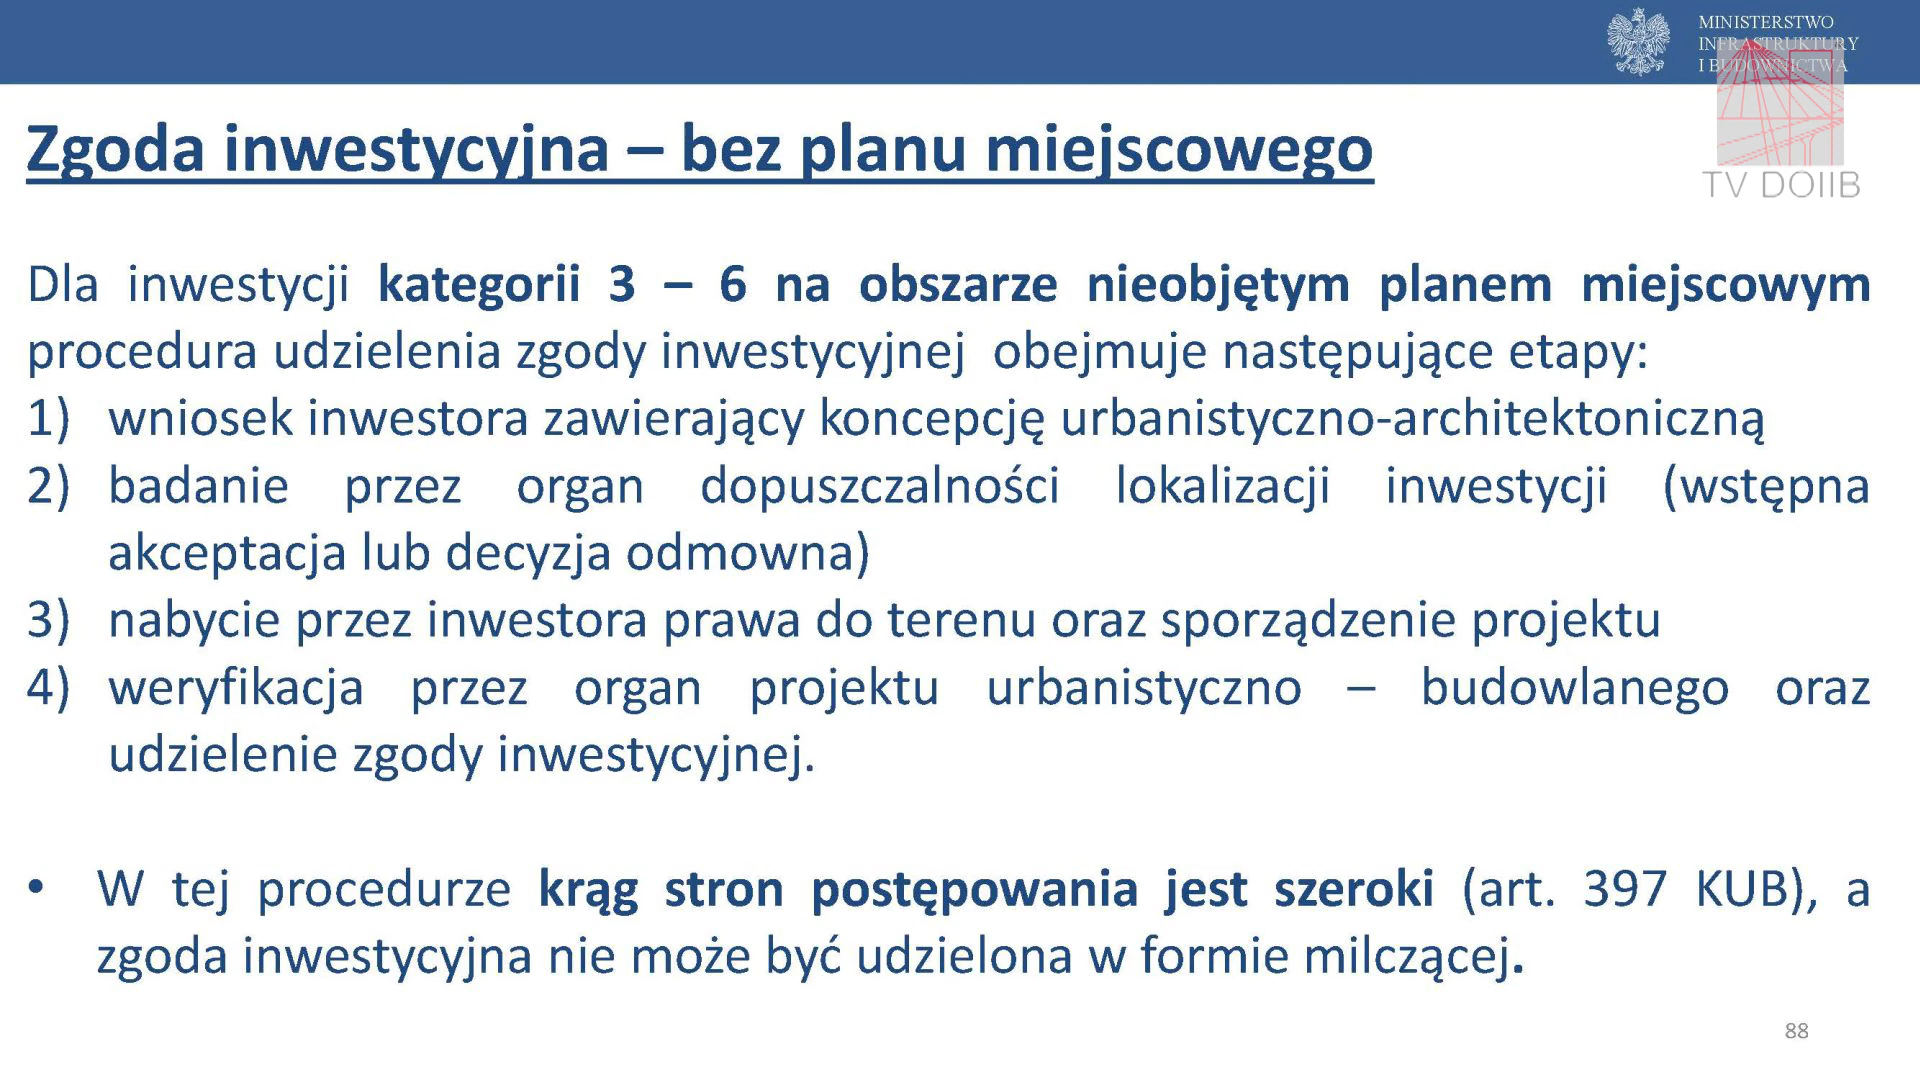 MINISTERSTWO
INFRASTRUKTURY
I BUDOWNICTWA
TV DOIIB
Zgoda inwestycyjna – bez planu miejscowego
Dla inwestycji kategorii 3 – 6 na obszarze nieobjętym planem miejscowym
procedura udzielenia zgody inwestycyjnej obejmuje następujące etapy:
1) wniosek inwestora zawierający koncepcję urbanistyczno-architektoniczną
2) badanie przez organ dopuszczalności lokalizacji inwestycji (wstępna
akceptacja lub decyzja odmowna)
3) nabycie przez inwestora prawa do terenu oraz sporządzenie projektu
4) weryfikacja przez organ projektu urbanistyczno – budowlanego oraz
udzielenie zgody inwestycyjnej.
• W tej procedurze krąg stron postępowania jest szeroki (art. 397 KUB), a
zgoda inwestycyjna nie może być udzielona w formie milczącej.
88